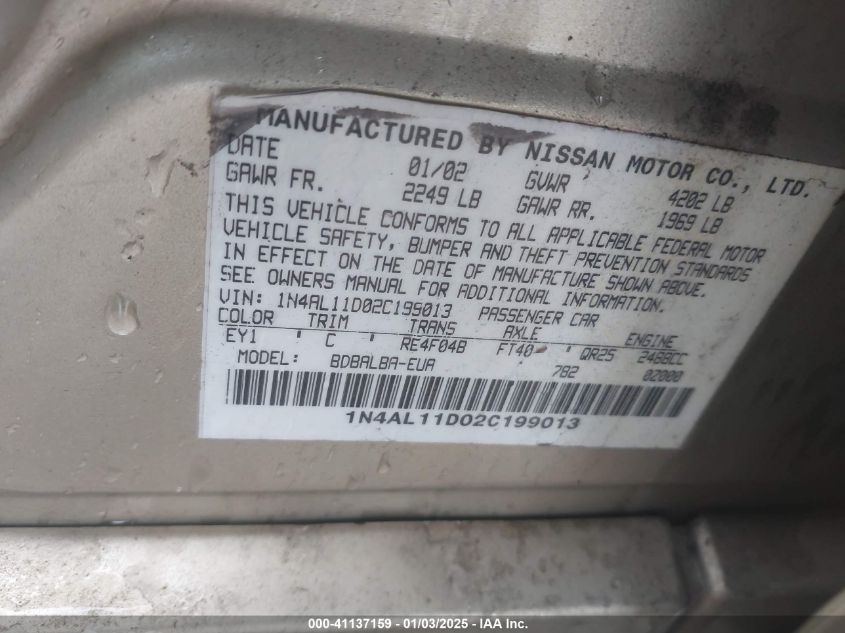 MANUFACTURED BY NISSAN MOTOR CO., LTD.
DATE 01/02 GVWR 4202 LB
GAWR FR. 2249 LB GAWR RR. 1969 LB
THIS VEHICLE CONFORMS TO ALL APPLICABLE FEDERAL MOTOR
VEHICLE SAFETY, BUMPER AND THEFT PREVENTION STANDARDS
IN EFFECT ON THE DATE OF MANUFACTURE SHOWN ABOVE.
SEE OWNERS MANUAL FOR ADDITIONAL INFORMATION.
VIN: 1N4AL11D02C199013 PASSENGER CAR
COLOR TRIM TRANS AXLE ENGINE
EY1 ' C ' RE4F04B FT40 ' QR25 2488CC
MODEL: BDBALBA-EUA 782 02000
1N4AL11D02C199013
000-41137159 - 01/03/2025 - IAA Inc.